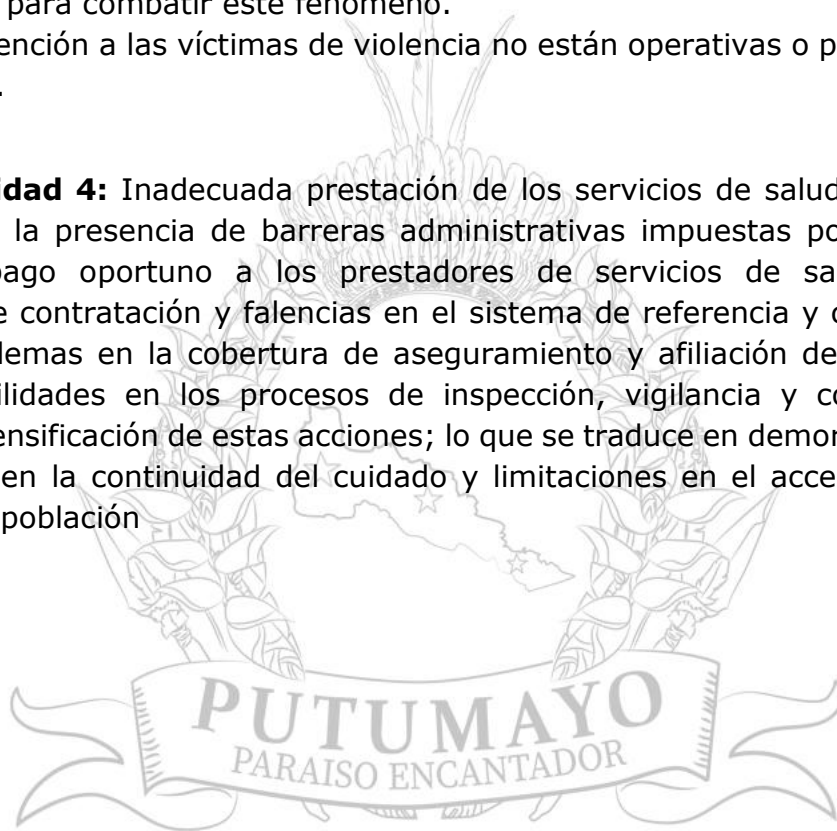 para combatir este fenómeno.
ención a las víctimas de violencia no están operativas o p
.
idad 4: Inadecuada prestación de los servicios de salud
la presencia de barreras administrativas impuestas po
pago oportuno a los prestadores de servicios de sa
e contratación y falencias en el sistema de referencia y c
lemas en la cobertura de aseguramiento y afiliación de
ilidades en los procesos de inspección, vigilancia y co
ensificación de estas acciones; lo que se traduce en demor
en la continuidad del cuidado y limitaciones en el acce
población
PUTUMAYO
PARAISO ENCANTADOR